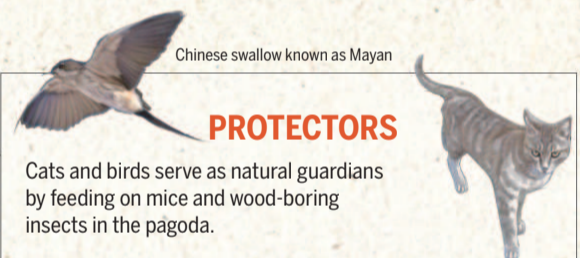 Chinese swallow known as Mayan
PROTECTORS
Cats and birds serve as natural guardians
by feeding on mice and wood-boring
insects in the pagoda.